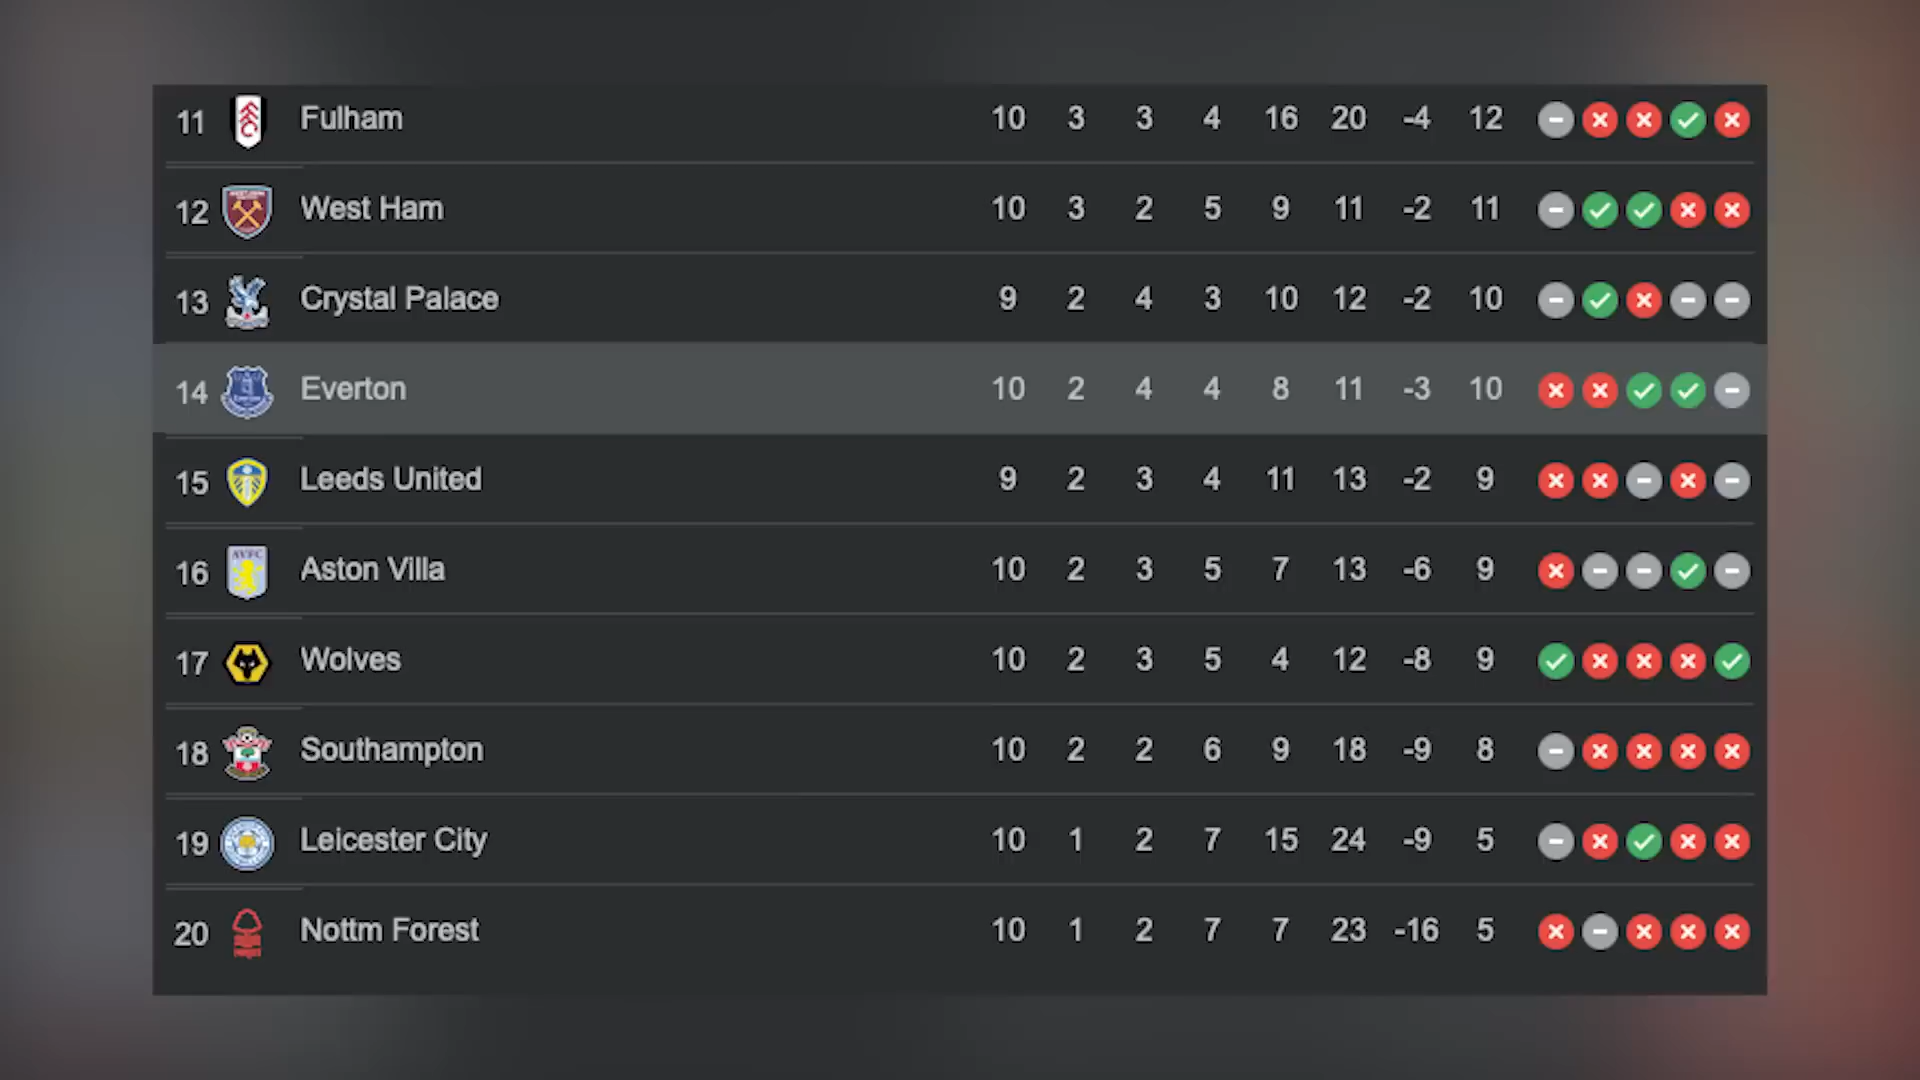 11 Fulham 10 3 3 4 16 20 -4 12
12 West Ham 10 3 2 5 9 11 -2 11
13 Crystal Palace 9 2 4 3 10 12 -2 10
14 Everton 10 2 4 4 8 11 -3 10
15 Leeds United 9 2 3 4 11 13 -2 9
16 AVFC Aston Villa 10 2 3 5 7 13 -6 9
17 Wolves 10 2 3 5 4 12 -8 9
18 Southampton 10 2 2 6 9 18 -9 8
19 Leicester City 10 1 2 7 15 24 -9 5
20 Nottm Forest 10 1 2 7 7 23 -16 5